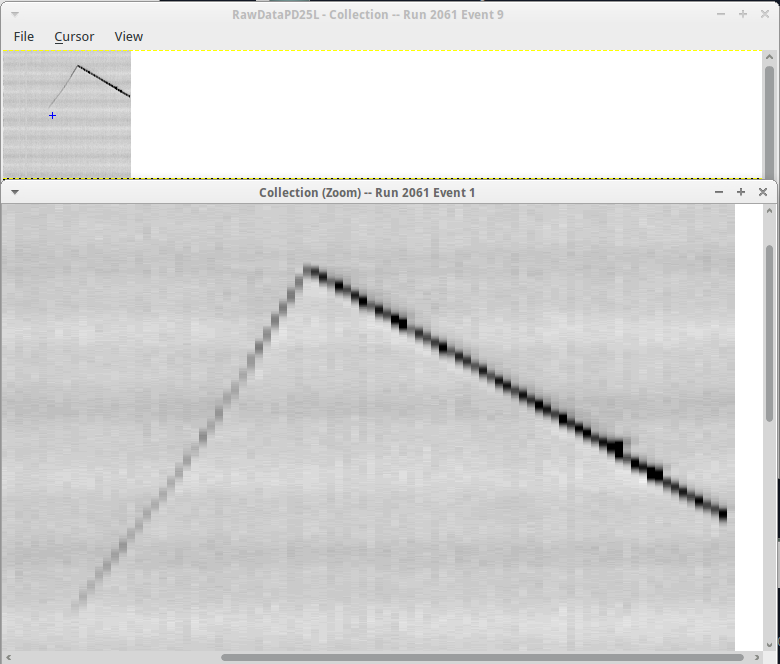 RawDataPD25L - Collection -- Run 2061 Event 9
File Cursor View
Collection (Zoom) -- Run 2061 Event 1